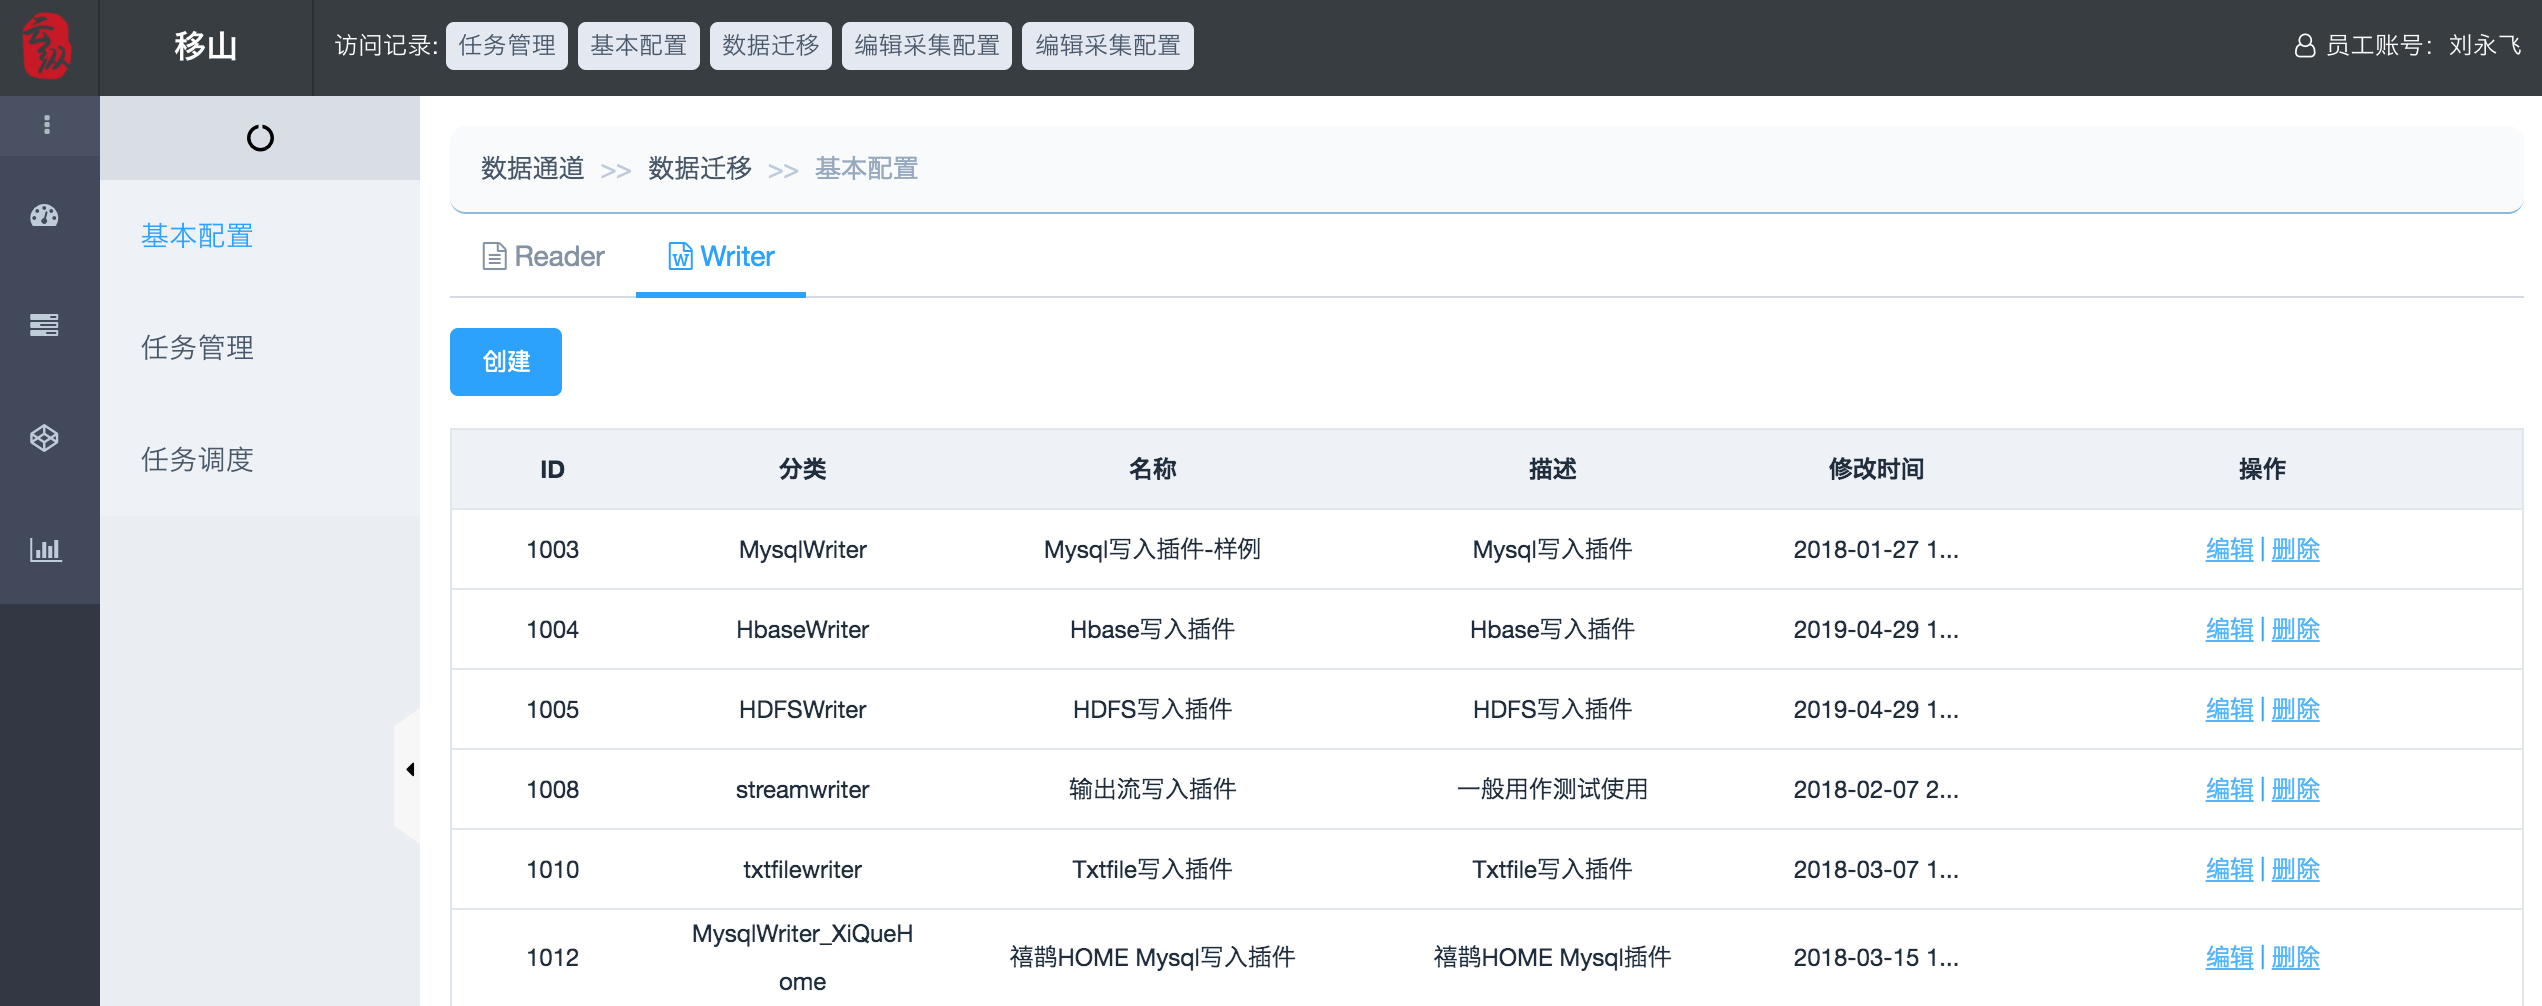 云纵
移山
访问记录: 任务管理 基本配置 数据迁移 编辑采集配置 编辑采集配置
员工账号: 刘永飞
基本配置
任务管理
任务调度
数据通道 >> 数据迁移 >> 基本配置
Reader Writer
创建
ID 分类 名称 描述 修改时间 操作
1003 MysqlWriter Mysql写入插件-样例 Mysql写入插件 2018-01-27 1... 编辑 | 删除
1004 HbaseWriter Hbase写入插件 Hbase写入插件 2019-04-29 1... 编辑 | 删除
1005 HDFSWriter HDFS写入插件 HDFS写入插件 2019-04-29 1... 编辑 | 删除
1008 streamwriter 输出流写入插件 一般用作测试使用 2018-02-07 2... 编辑 | 删除
1010 txtfilewriter Txtfile写入插件 Txtfile写入插件 2018-03-07 1... 编辑 | 删除
1012 MysqlWriter_XiQueH
ome 禧鹊HOME Mysql写入插件 禧鹊HOME Mysql插件 2018-03-15 1... 编辑 | 删除